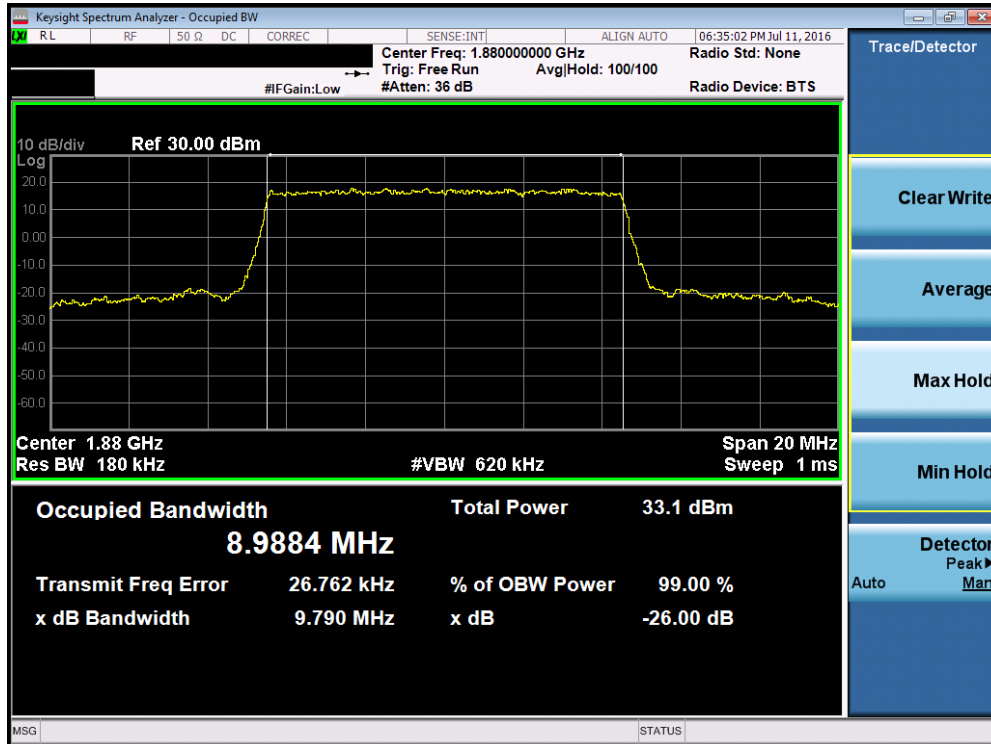 Keysight Spectrum Analyzer - Occupied BW
LXI RL RF 50 Ω DC CORREC SENSE:INT ALIGN AUTO 06:35:02 PM Jul 11, 2016
Center Freq: 1.880000000 GHz Radio Std: None
Trig: Free Run Avg|Hold: 100/100
#IFGain:Low #Atten: 36 dB Radio Device: BTS
Trace/Detector
10 dB/div Ref 30.00 dBm
Log
20.0
10.0
0.00
-10.0
-20.0
-30.0
-40.0
-50.0
-60.0
Center 1.88 GHz Span 20 MHz
Res BW 180 kHz #VBW 620 kHz Sweep 1 ms
Occupied Bandwidth Total Power 33.1 dBm
8.9884 MHz
Transmit Freq Error 26.762 kHz % of OBW Power 99.00 %
x dB Bandwidth 9.790 MHz x dB -26.00 dB
Clear Write
Average
Max Hold
Min Hold
Detector
Peak▶
Auto Man
MSG STATUS